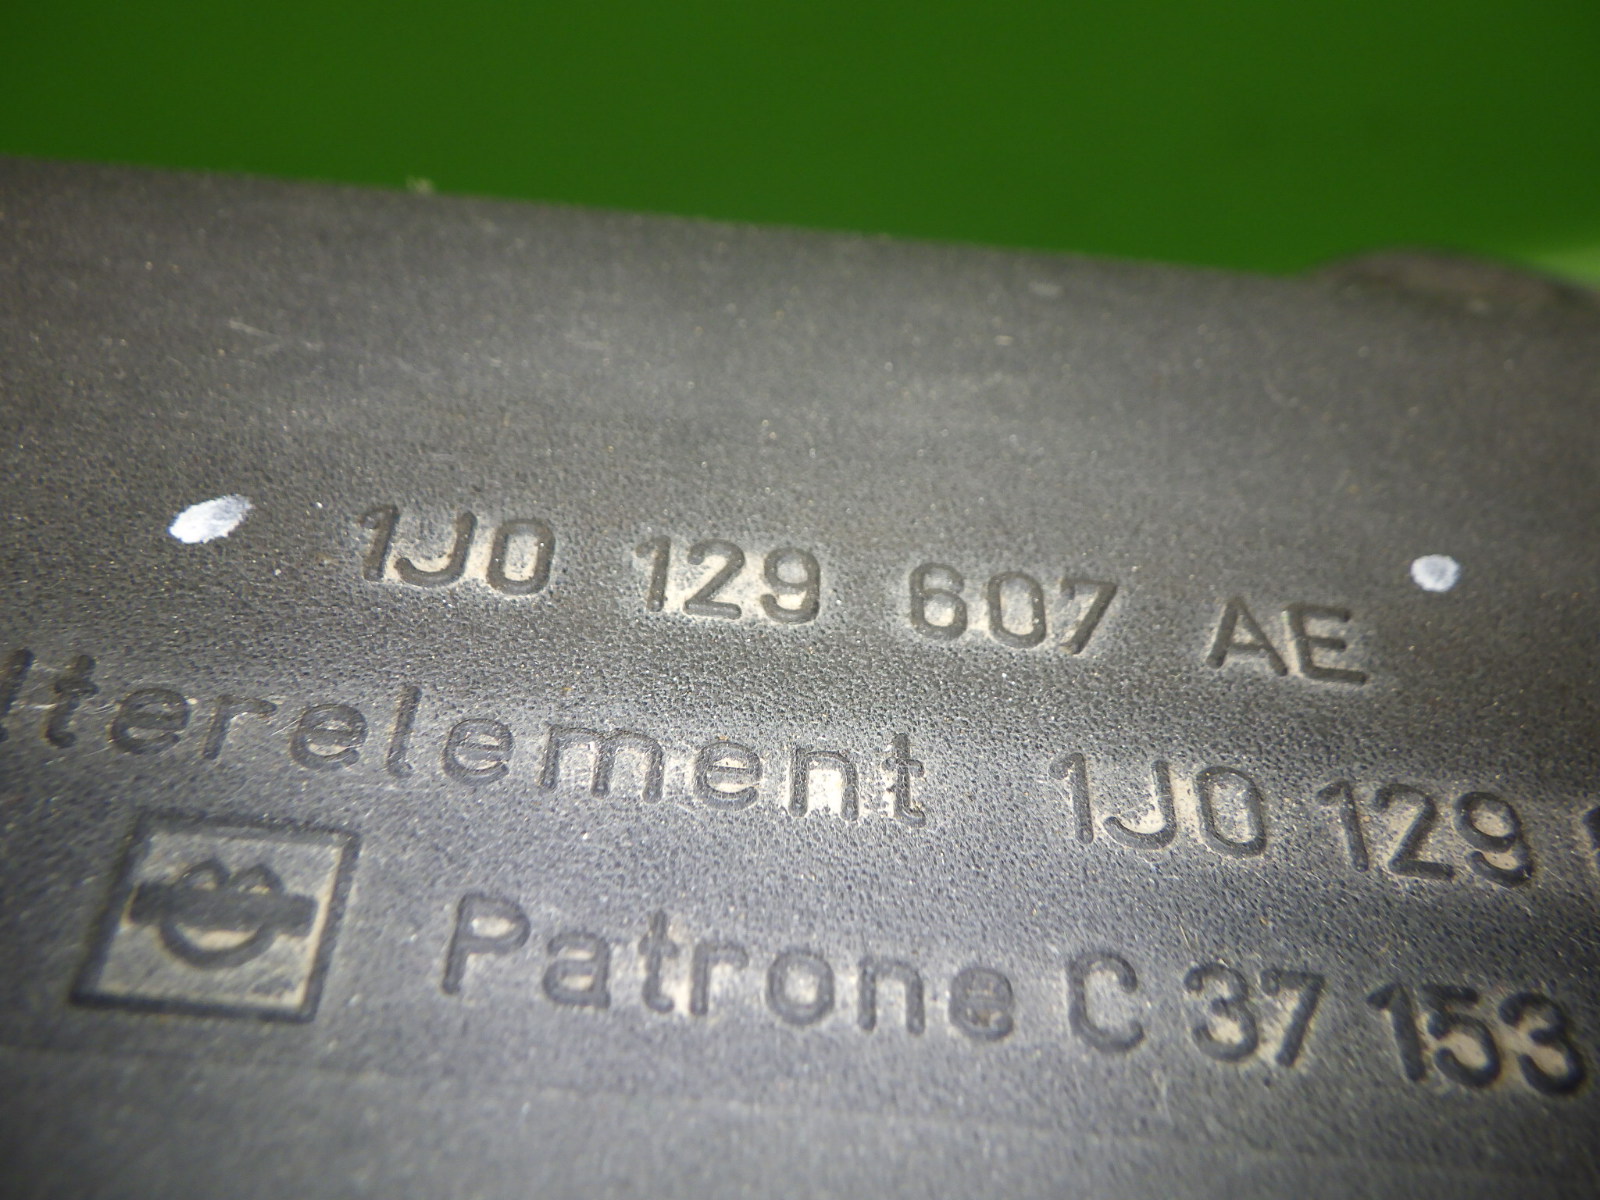 1J0 129 607 AE
lterelement 1J0 129
Patrone C 37 153